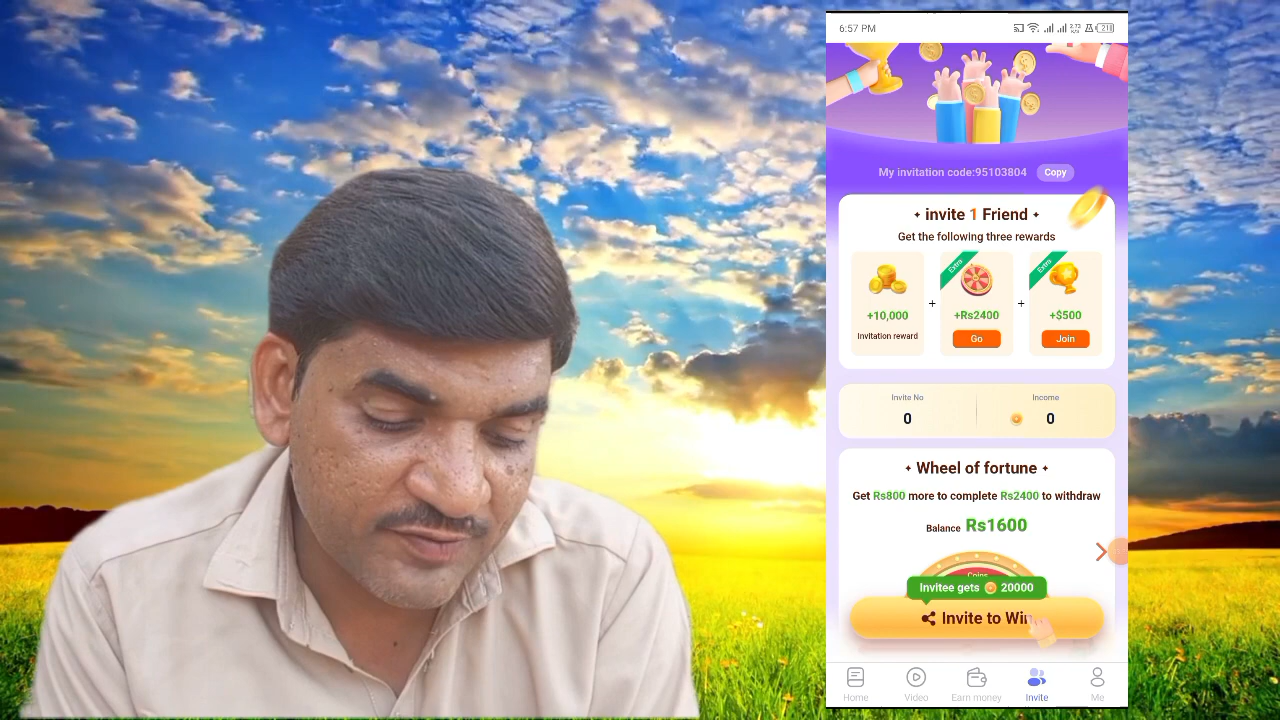 6:57 PM
My invitation code:95103804 Copy
invite 1 Friend
Get the following three rewards
Extra Extra
+10,000 + +Rs2400 + +$500
Invitation reward Go Join
Invite No Income
0 0
Wheel of fortune
Get Rs800 more to complete Rs2400 to withdraw
Balance Rs1600
Coins
Invitee gets 20000
Invite to Win
Home Video Earn money Invite Me